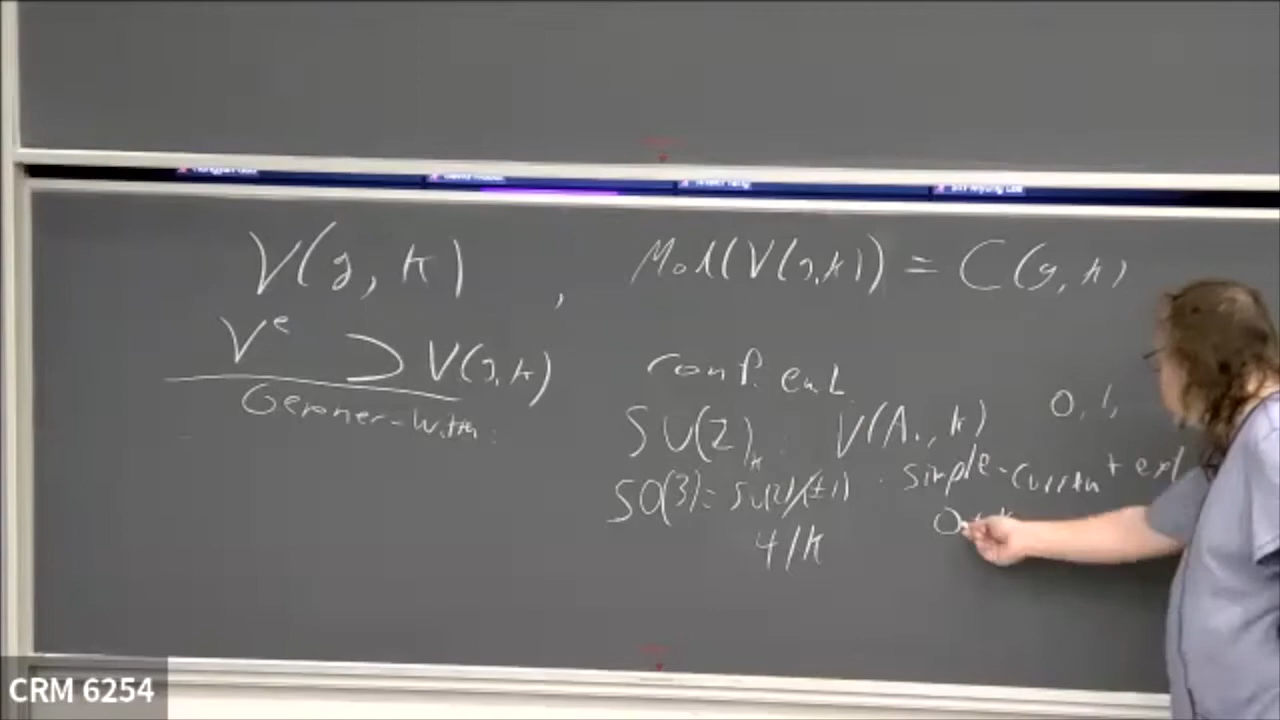 V(g, k) , Mod(V(g,k)) = C(g, k)
V^e ⊃ V(g,k)
Gepner-Witten:
conf. ext.
SU(2)_k : V(A_1, k) 0, 1,
SO(3) = SU(2)/(±1) . simple-current ext
4/k 0
CRM 6254